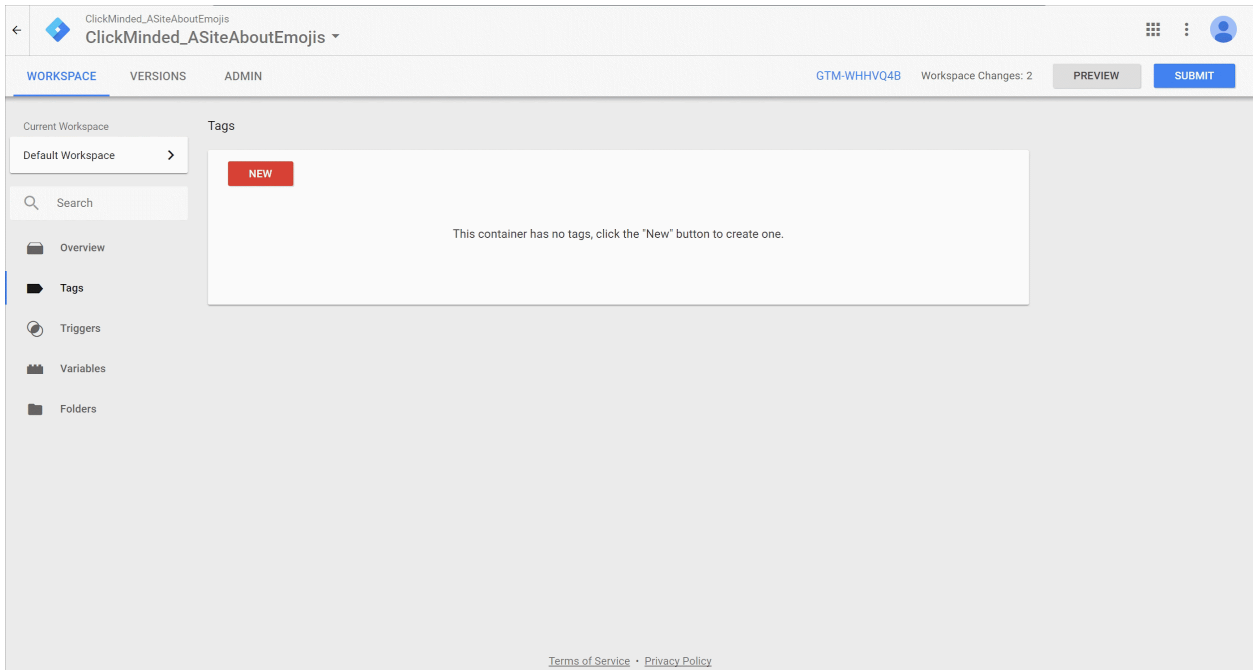 ClickMinded_ASiteAboutEmojis
ClickMinded_ASiteAboutEmojis
WORKSPACE VERSIONS ADMIN GTM-WHHVQ4B Workspace Changes: 2 PREVIEW SUBMIT
Current Workspace
Default Workspace
Search
Overview
Tags
Triggers
Variables
Folders
Tags
NEW
This container has no tags, click the "New" button to create one.
Terms of Service • Privacy Policy